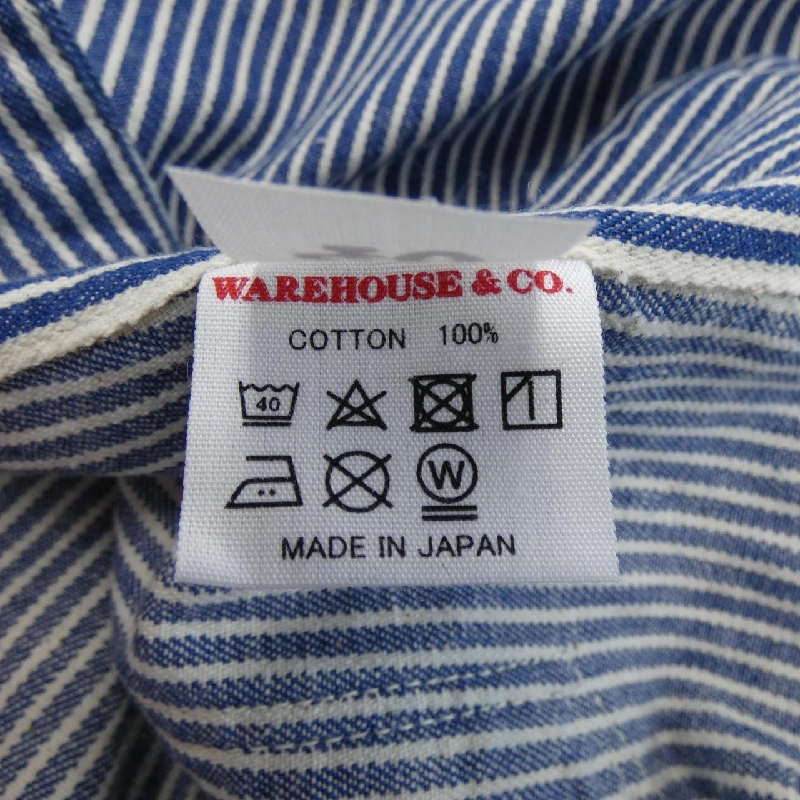 WAREHOUSE & CO.
COTTON 100%
40
W
MADE IN JAPAN